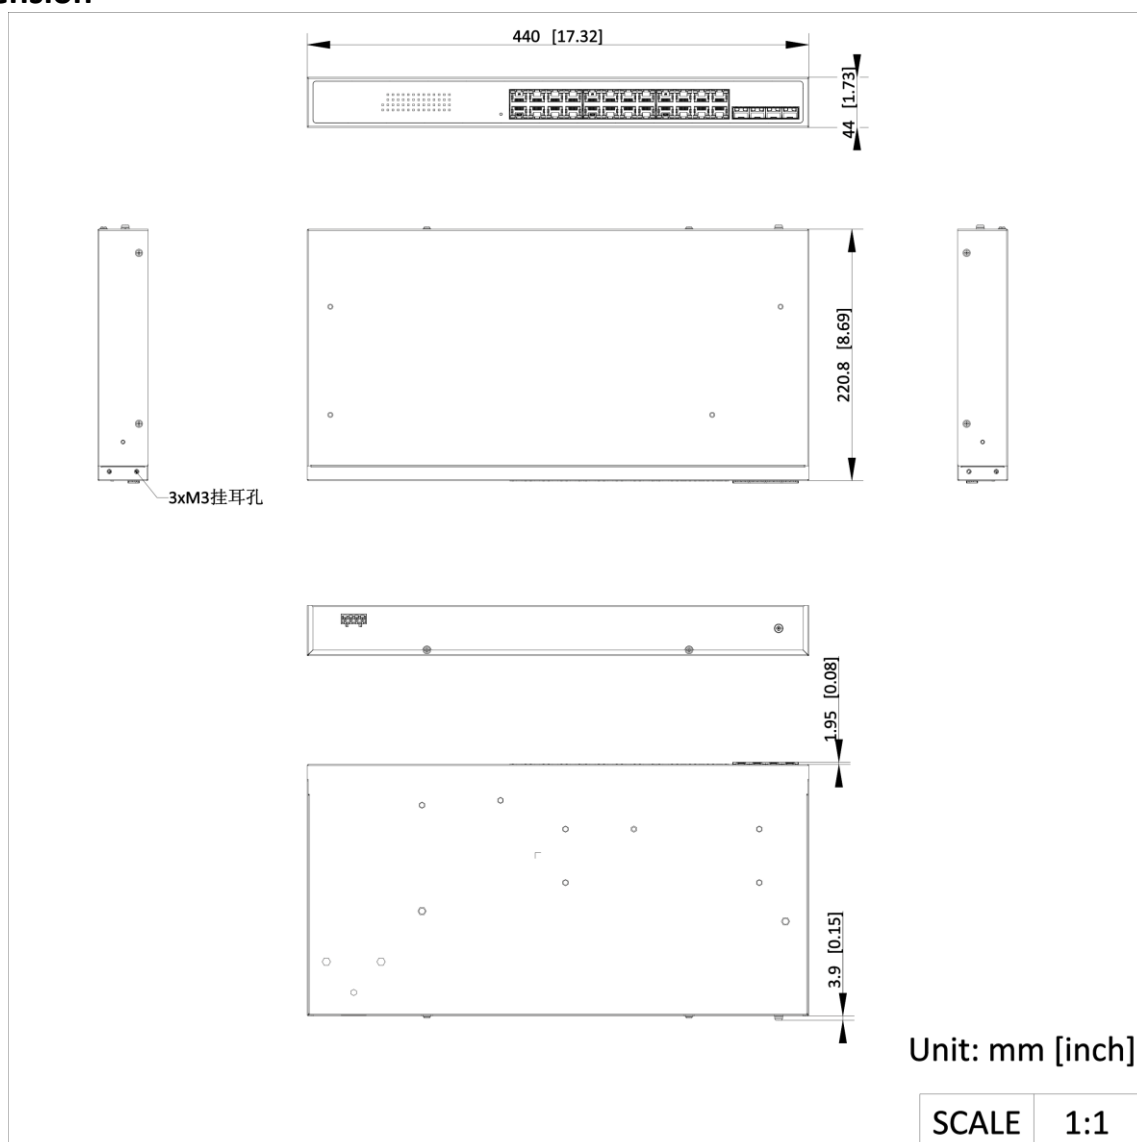 440 [17.32]
44 [1.73]
220.8 [8.69]
3xM3挂耳孔
1.95 [0.08]
3.9 [0.15]
Unit: mm [inch]
SCALE 1:1